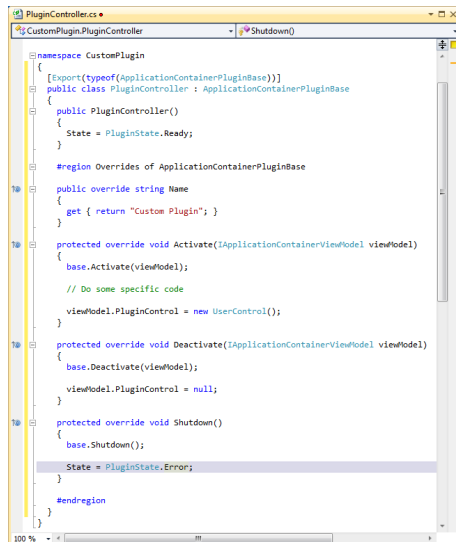 PluginController.cs
CustomPlugin.PluginController
Shutdown()
namespace CustomPlugin
{
[Export(typeof(ApplicationContainerPluginBase))]
public class PluginController : ApplicationContainerPluginBase
{
public PluginController()
{
State = PluginState.Ready;
}
#region Overrides of ApplicationContainerPluginBase
public override string Name
{
get { return "Custom Plugin"; }
}
protected override void Activate(IApplicationContainerViewModel viewModel)
{
base.Activate(viewModel);
// Do some specific code
viewModel.PluginControl = new UserControl();
}
protected override void Deactivate(IApplicationContainerViewModel viewModel)
{
base.Deactivate(viewModel);
viewModel.PluginControl = null;
}
protected override void Shutdown()
{
base.Shutdown();
State = PluginState.Error;
}
#endregion
}
}
100 %